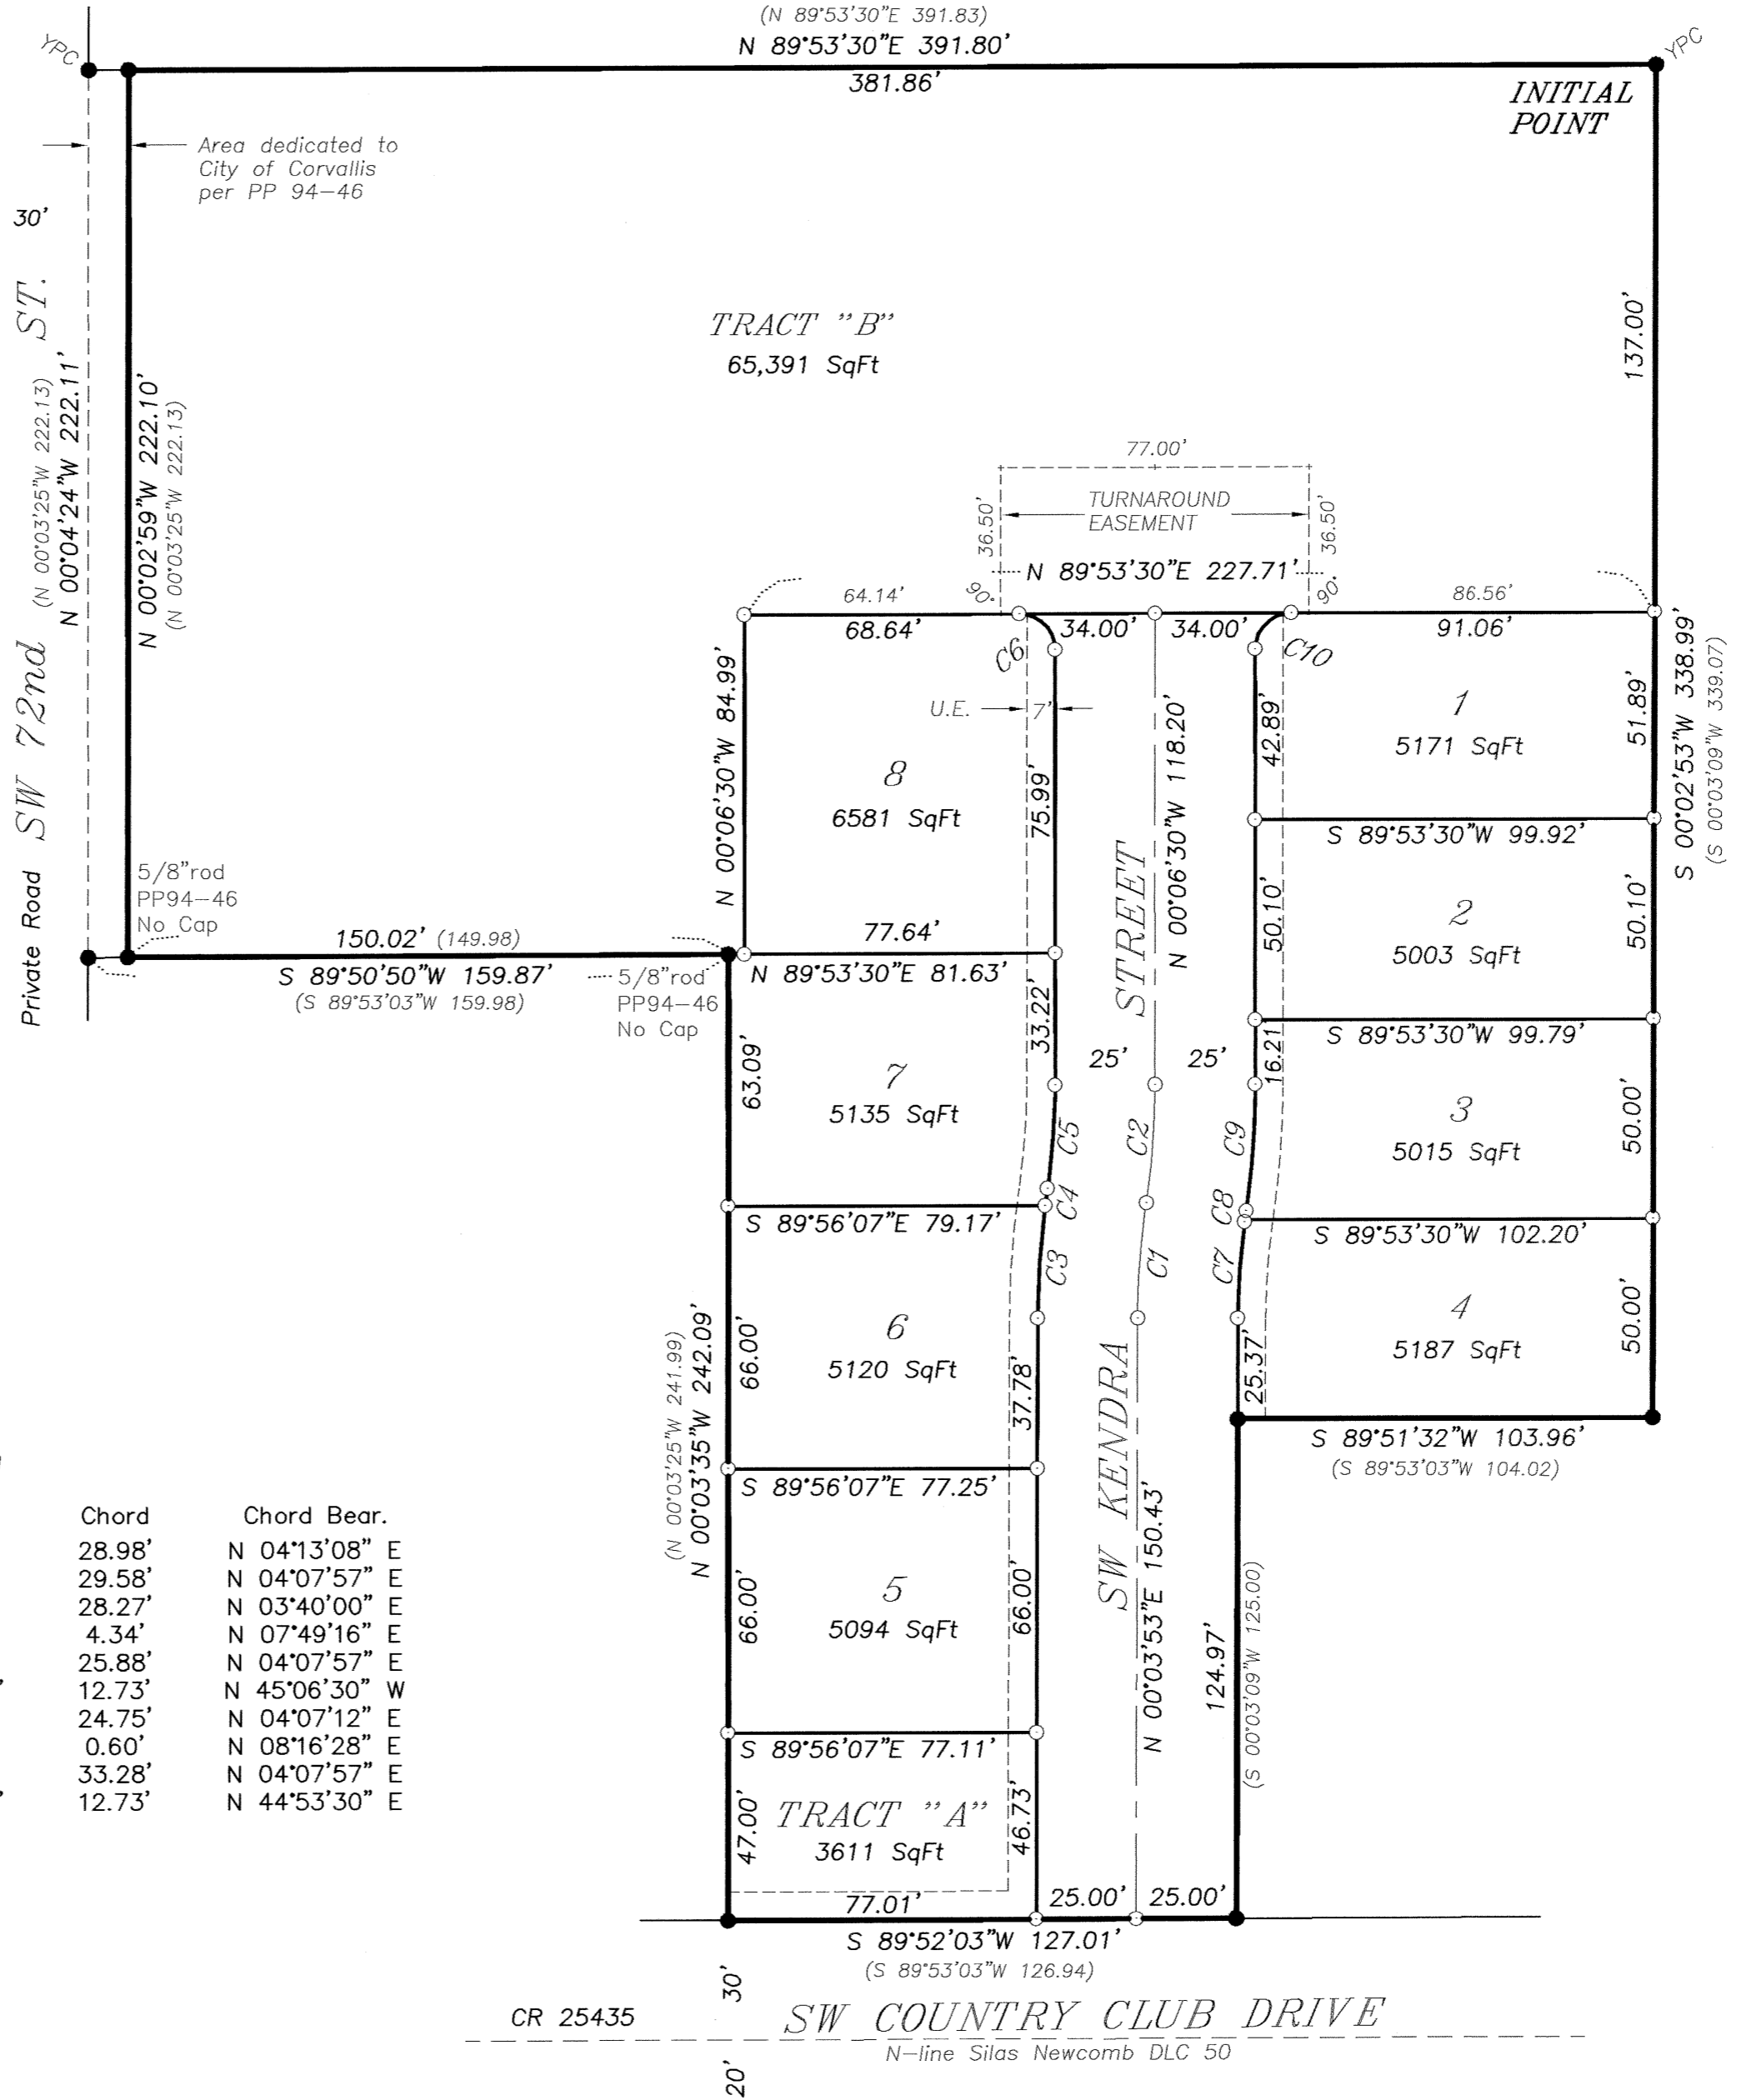 (N 89°53'30"E 391.83)
N 89°53'30"E 391.80'
381.86'
YPC
YPC
INITIAL
POINT
Area dedicated to
City of Corvallis
per PP 94-46
30'
137.00'
TRACT "B"
65,391 SqFt
Private Road SW 72nd ST.
(N 00°03'25"W 222.13)
N 00°04'24"W 222.11'
N 00°02'59"W 222.10'
(N 00°03'25"W 222.13)
77.00'
TURNAROUND
EASEMENT
36.50'
36.50'
N 89°53'30"E 227.71'
90°
90°
64.14'
86.56'
68.64'
34.00'
34.00'
91.06'
C6
C10
U.E.
7'
N 00°06'30"W 84.99'
8
6581 SqFt
75.99'
N 00°06'30"W 118.20'
42.89'
1
5171 SqFt
51.89'
S 00°02'53"W 338.99'
(S 00°03'09"W 339.07)
S 89°53'30"W 99.92'
5/8"rod
PP94-46
No Cap
150.02' (149.98)
S 89°50'50"W 159.87'
(S 89°53'03"W 159.98)
5/8"rod
PP94-46
No Cap
77.64'
N 89°53'30"E 81.63'
50.10'
2
5003 SqFt
50.10'
S 89°53'30"W 99.79'
63.09'
7
5135 SqFt
33.22'
25'
25'
16.21
3
5015 SqFt
50.00'
C5
C2
C9
C4
C8
S 89°56'07"E 79.17'
S 89°53'30"W 102.20'
C3
C1
C7
(N 00°03'25"W 241.99)
N 00°03'35"W 242.09'
66.00'
6
5120 SqFt
37.78'
SW KENDRA STREET
25.37'
4
5187 SqFt
50.00'
S 89°51'32"W 103.96'
(S 89°53'03"W 104.02)
S 89°56'07"E 77.25'
N 00°03'53"E 150.43'
66.00'
5
5094 SqFt
66.00'
124.97'
(S 00°03'09"W 125.00)
Chord Chord Bear.
28.98' N 04°13'08" E
29.58' N 04°07'57" E
28.27' N 03°40'00" E
4.34' N 07°49'16" E
25.88' N 04°07'57" E
12.73' N 45°06'30" W
24.75' N 04°07'12" E
0.60' N 08°16'28" E
33.28' N 04°07'57" E
12.73' N 44°53'30" E
S 89°56'07"E 77.11'
47.00'
TRACT "A"
3611 SqFt
46.73'
77.01'
25.00'
25.00'
S 89°52'03"W 127.01'
(S 89°53'03"W 126.94)
30'
CR 25435
SW COUNTRY CLUB DRIVE
N-line Silas Newcomb DLC 50
20'